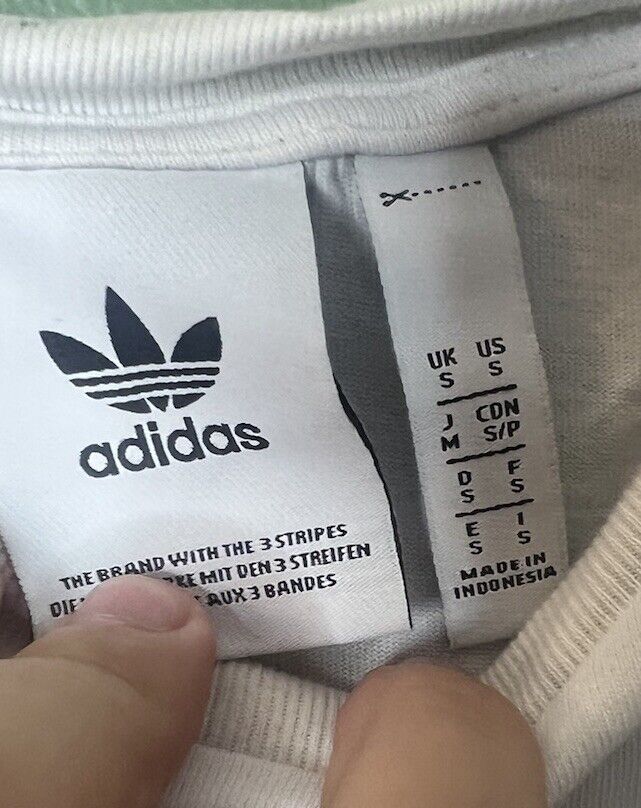 adidas
THE BRAND WITH THE 3 STRIPES
MIT DEN 3 STREIFEN
AUX 3 BANDES
UK US
S S
J CDN
M S/P
D F
S S
E I
S S
MADE IN
INDONESIA